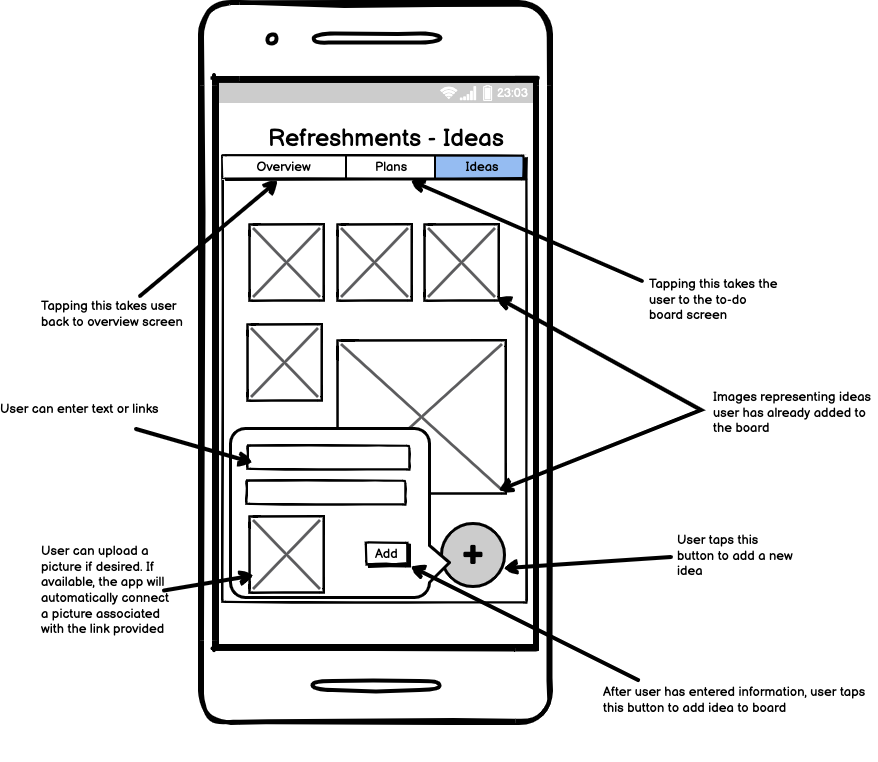 23:03
Refreshments - Ideas
Overview Plans Ideas
Tapping this takes user
back to overview screen
Tapping this takes the
user to the to-do
board screen
User can enter text or links
Images representing ideas
user has already added to
the board
User can upload a
picture if desired. If
available, the app will
automatically connect
a picture associated
with the link provided
Add
+
User taps this
button to add a new
idea
After user has entered information, user taps
this button to add idea to board